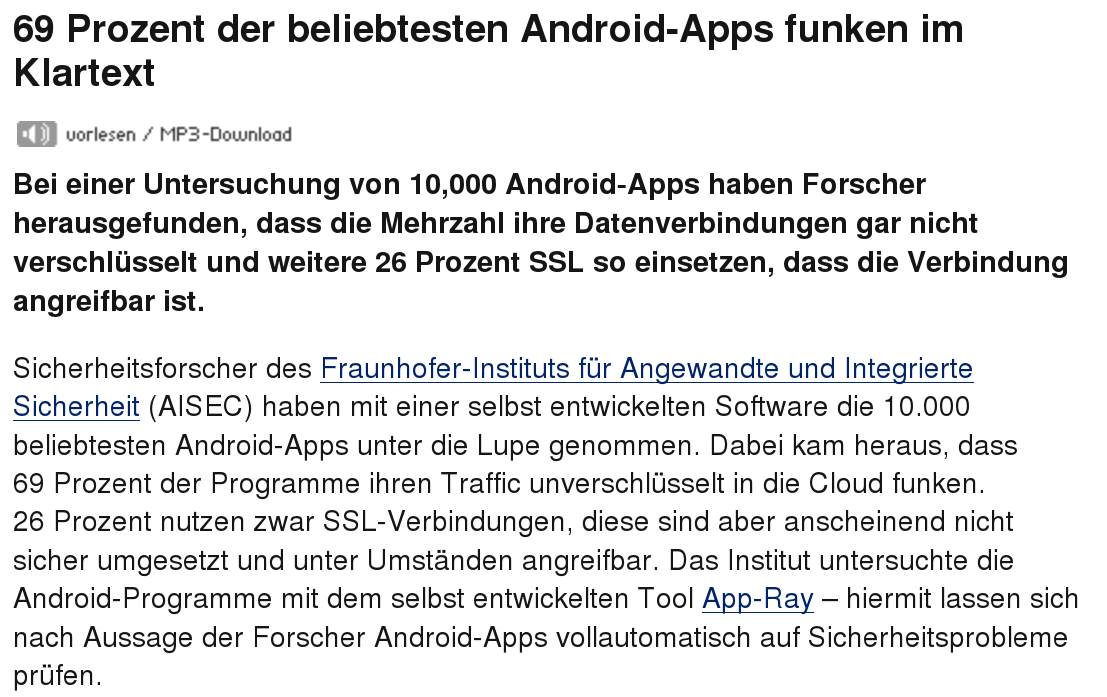 69 Prozent der beliebtesten Android-Apps funken im
Klartext
vorlesen / MP3-Download
Bei einer Untersuchung von 10,000 Android-Apps haben Forscher
herausgefunden, dass die Mehrzahl ihre Datenverbindungen gar nicht
verschlüsselt und weitere 26 Prozent SSL so einsetzen, dass die Verbindung
angreifbar ist.
Sicherheitsforscher des Fraunhofer-Instituts für Angewandte und Integrierte
Sicherheit (AISEC) haben mit einer selbst entwickelten Software die 10.000
beliebtesten Android-Apps unter die Lupe genommen. Dabei kam heraus, dass
69 Prozent der Programme ihren Traffic unverschlüsselt in die Cloud funken.
26 Prozent nutzen zwar SSL-Verbindungen, diese sind aber anscheinend nicht
sicher umgesetzt und unter Umständen angreifbar. Das Institut untersuchte die
Android-Programme mit dem selbst entwickelten Tool App-Ray – hiermit lassen sich
nach Aussage der Forscher Android-Apps vollautomatisch auf Sicherheitsprobleme
prüfen.